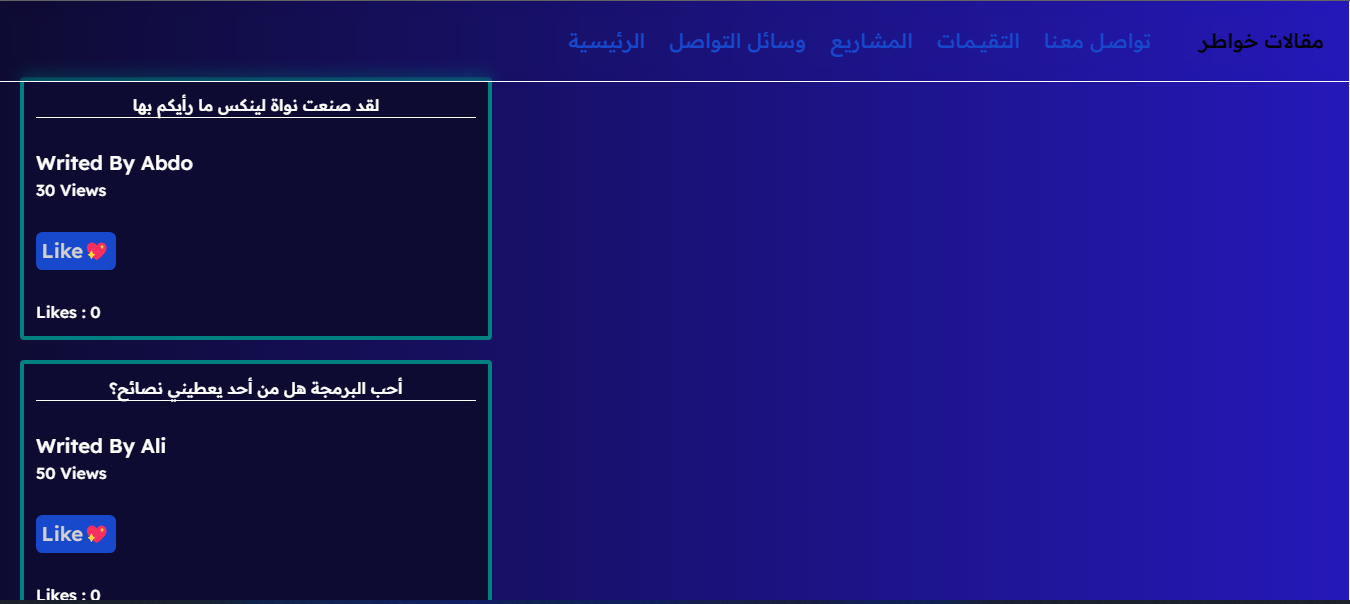 مقالات خواطر تواصل معنا التقيمات المشاريع وسائل التواصل الرئيسية
لقد صنعت نواة لينكس ما رأيكم بها
Writed By Abdo
30 Views
Like💖
Likes : 0
أحب البرمجة هل من أحد يعطيني نصائح؟
Writed By Ali
50 Views
Like💖
Likes : 0